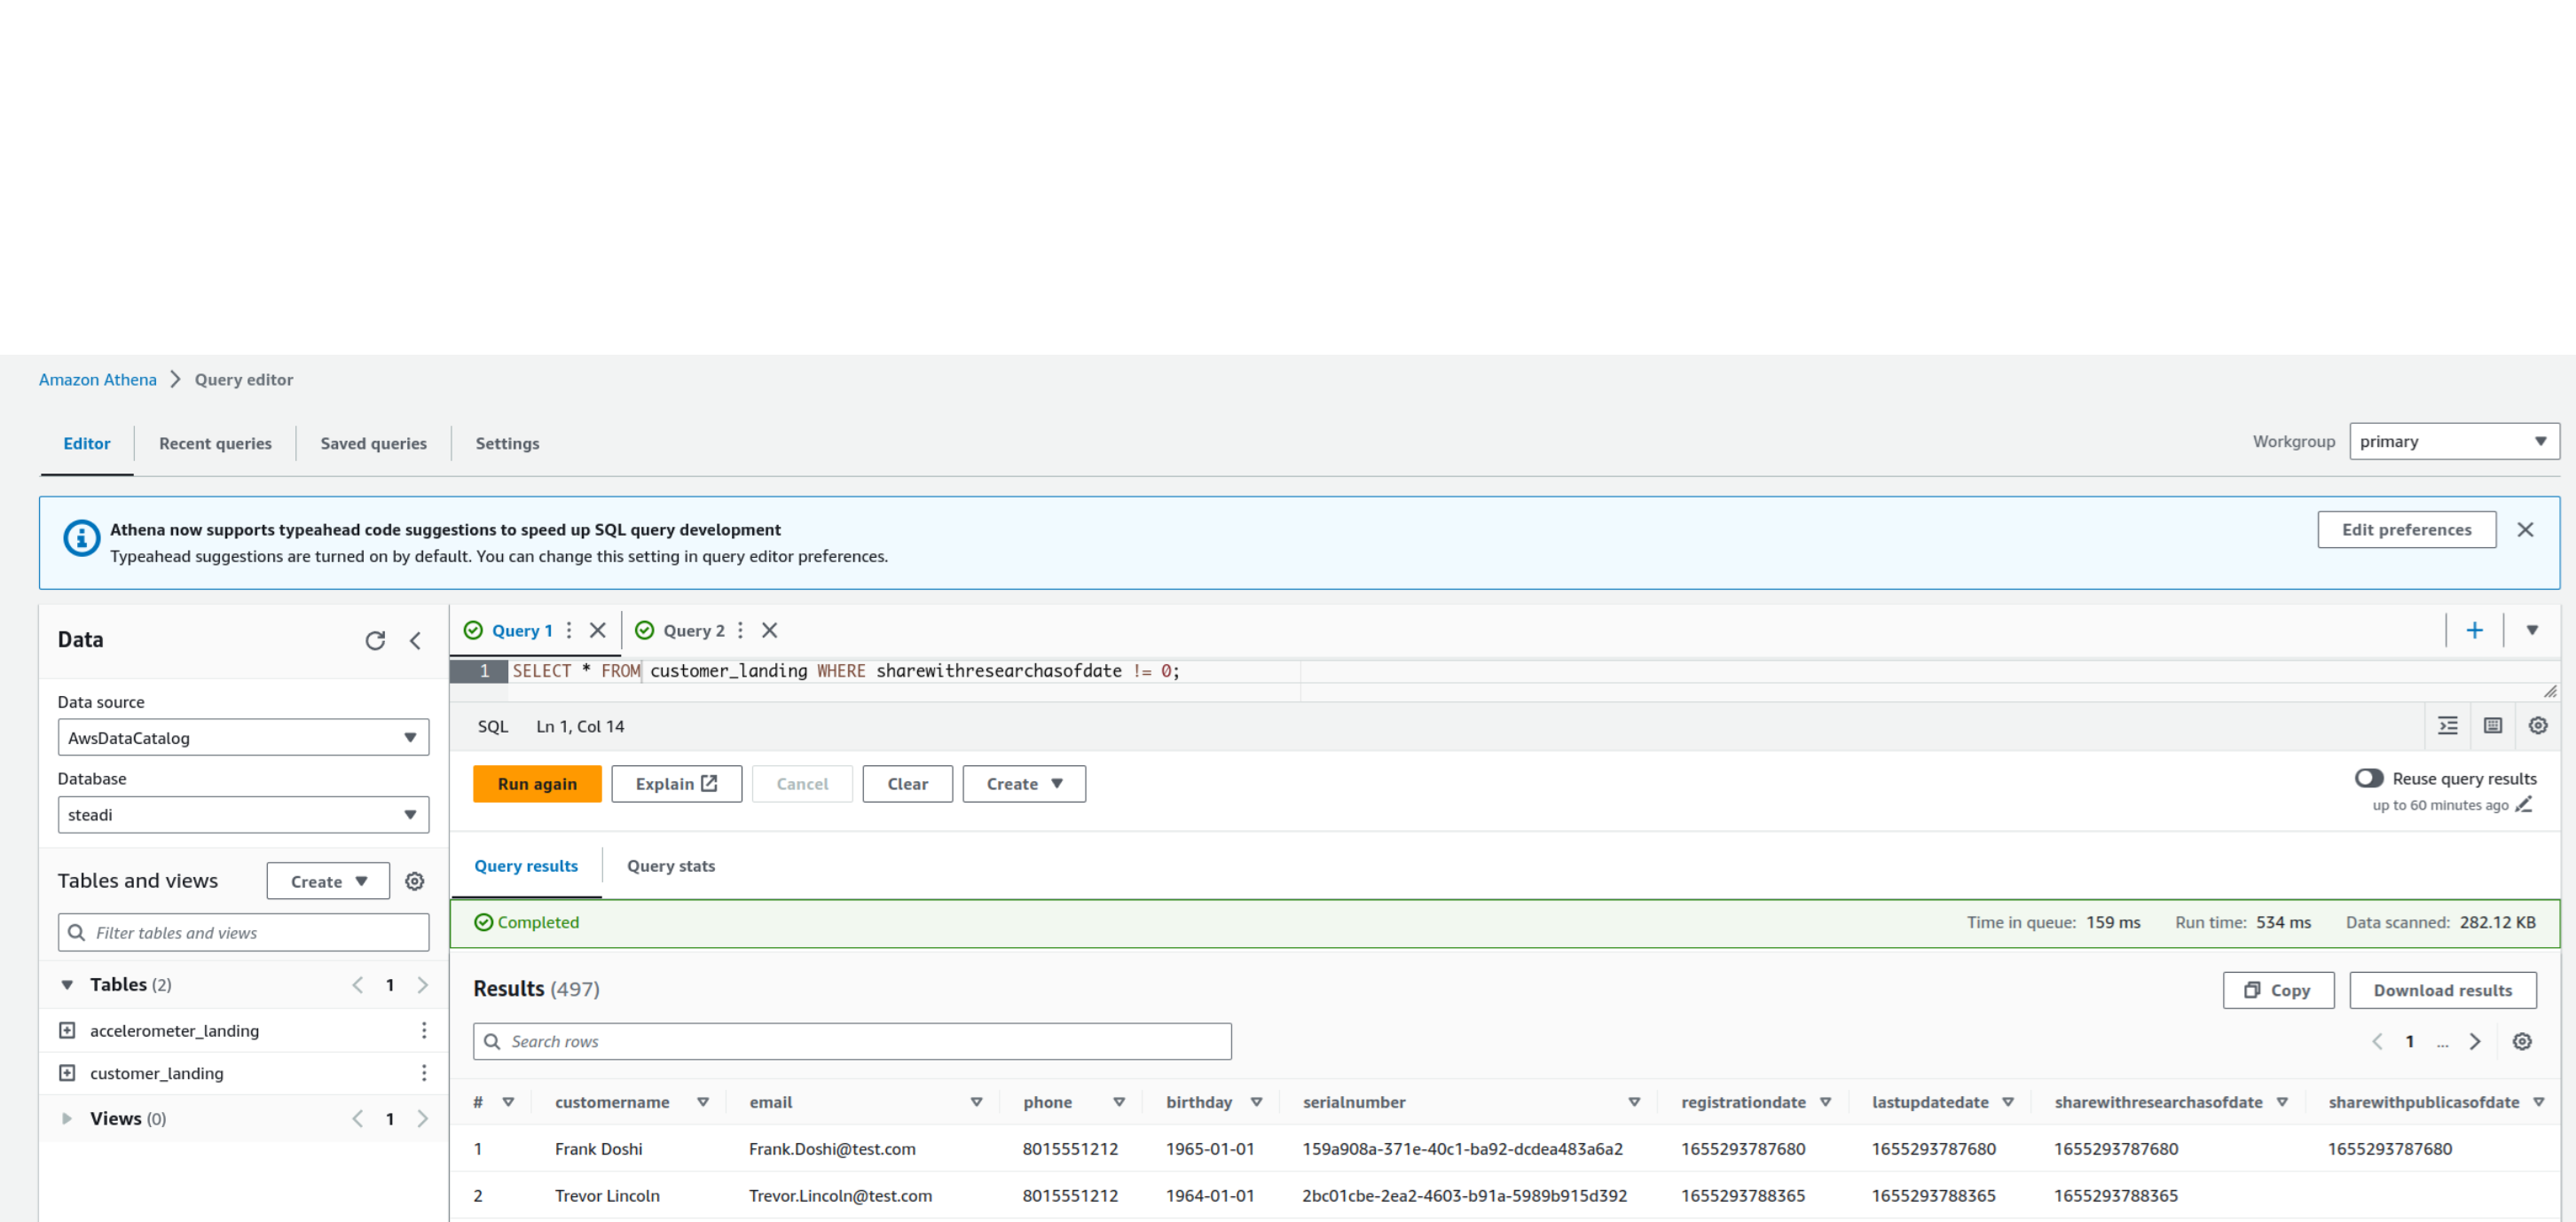 Amazon Athena > Query editor
Editor Recent queries Saved queries Settings Workgroup primary
Athena now supports typeahead code suggestions to speed up SQL query development
Typeahead suggestions are turned on by default. You can change this setting in query editor preferences.
Edit preferences
Data
Data source
AwsDataCatalog
Database
steadi
Tables and views Create
Filter tables and views
Tables (2) 1
accelerometer_landing
customer_landing
Views (0) 1
Query 1 Query 2
1 SELECT * FROM customer_landing WHERE sharewithresearchasofdate != 0;
SQL Ln 1, Col 14
Run again Explain Cancel Clear Create
Reuse query results
up to 60 minutes ago
Query results Query stats
Completed Time in queue: 159 ms Run time: 534 ms Data scanned: 282.12 KB
Results (497) Copy Download results
Search rows 1 ...
# customername email phone birthday serialnumber registrationdate lastupdatedate sharewithresearchasofdate sharewithpublicasofdate
1 Frank Doshi Frank.Doshi@test.com 8015551212 1965-01-01 159a908a-371e-40c1-ba92-dcdea483a6a2 1655293787680 1655293787680 1655293787680 1655293787680
2 Trevor Lincoln Trevor.Lincoln@test.com 8015551212 1964-01-01 2bc01cbe-2ea2-4603-b91a-5989b915d392 1655293788365 1655293788365 1655293788365